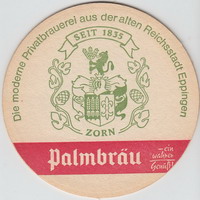 Die moderne Privatbrauerei aus der alten Reichsstadt Eppingen
SEIT 1835
ZORN
Palmbräu
ein
wahrer
Genuß!